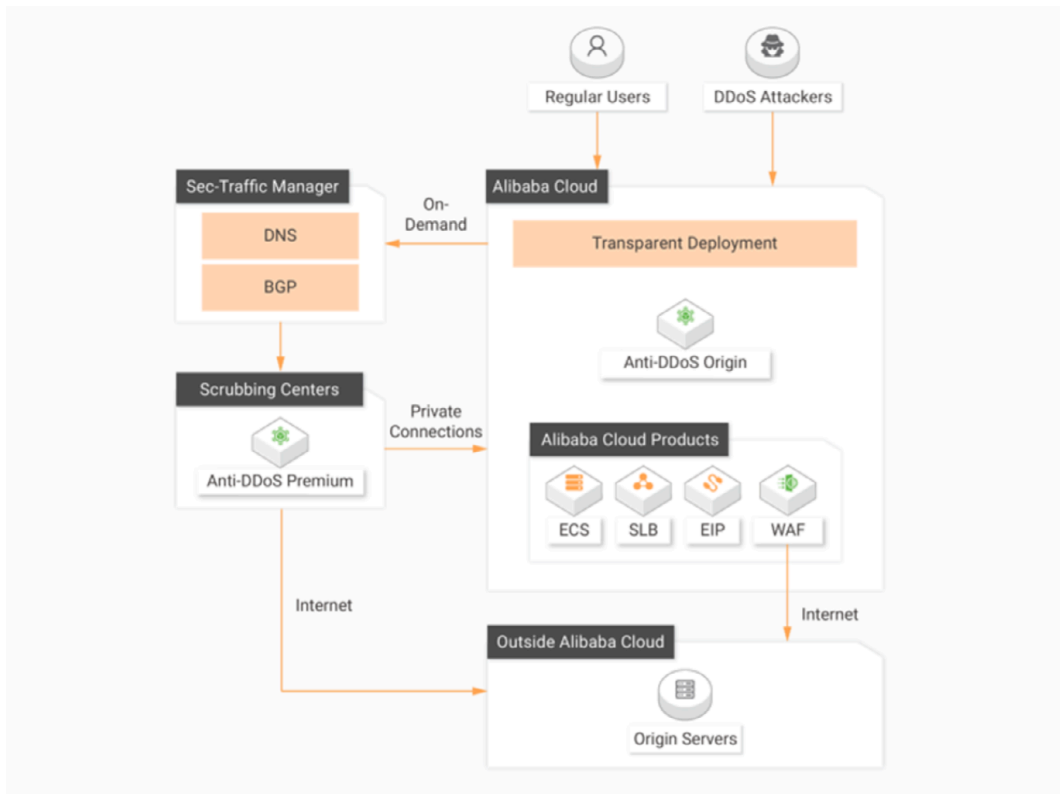 Regular Users
DDoS Attackers
Sec-Traffic Manager
DNS
BGP
On-
Demand
Alibaba Cloud
Transparent Deployment
Anti-DDoS Origin
Scrubbing Centers
Anti-DDoS Premium
Private
Connections
Alibaba Cloud Products
ECS
SLB
EIP
WAF
Internet
Internet
Outside Alibaba Cloud
Origin Servers